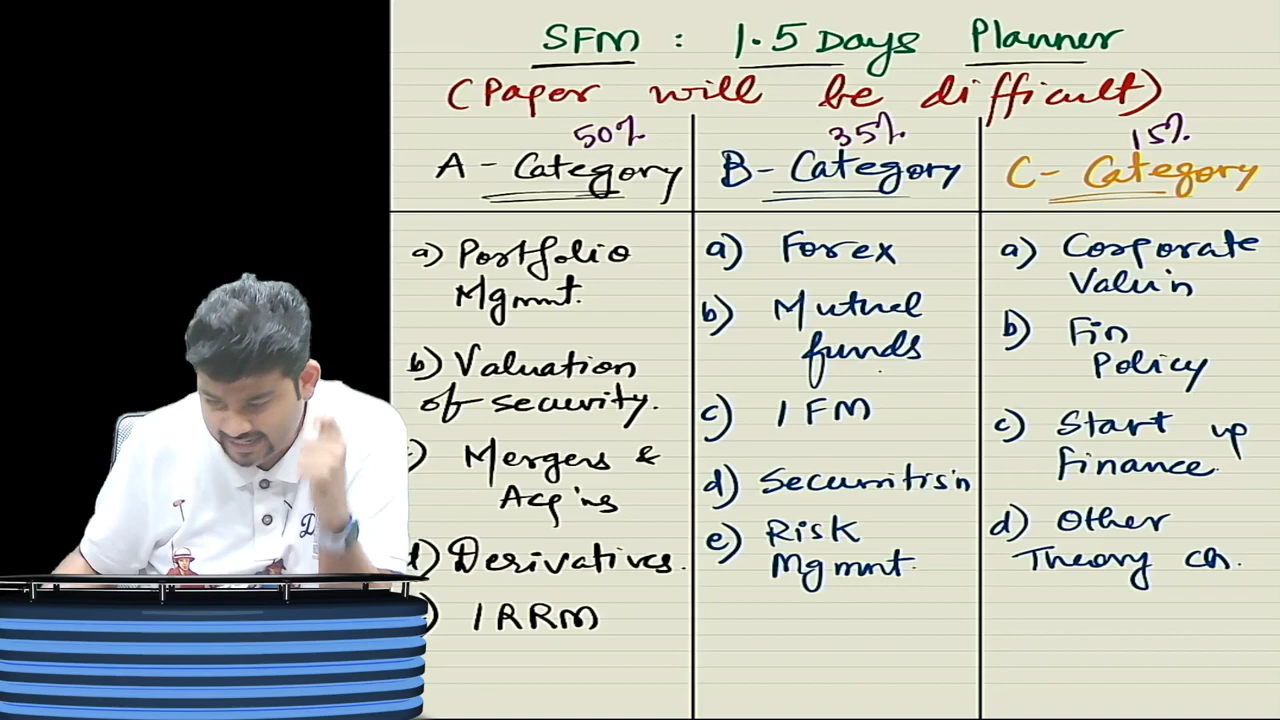 SFM : 1.5 Days Planner
(Paper will be difficult)
50%
A - Category
a) Portfolio
Mgmnt.
b) Valuation
of security.
) Mergers &
Acq'ns
d) Derivatives.
) IRRM
35%
B - Category
a) Forex
b) Mutual
funds
c) IFM
d) Securitis'n
e) Risk
Mgmnt.
15%
C - Category
a) Corporate
Valu'n
b) Fin
Policy
c) Start up
Finance.
d) Other
Theory ch.
D